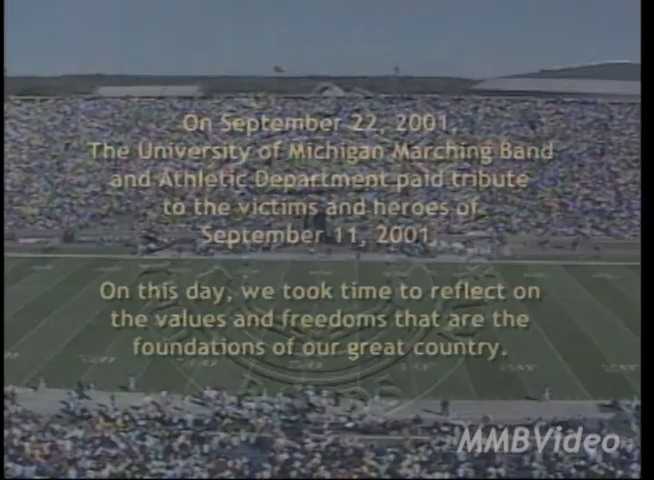 On September 22, 2001,
The University of Michigan Marching Band
and Athletic Department paid tribute
to the victims and heroes of
September 11, 2001.
On this day, we took time to reflect on
the values and freedoms that are the
foundations of our great country.
MMBVideo